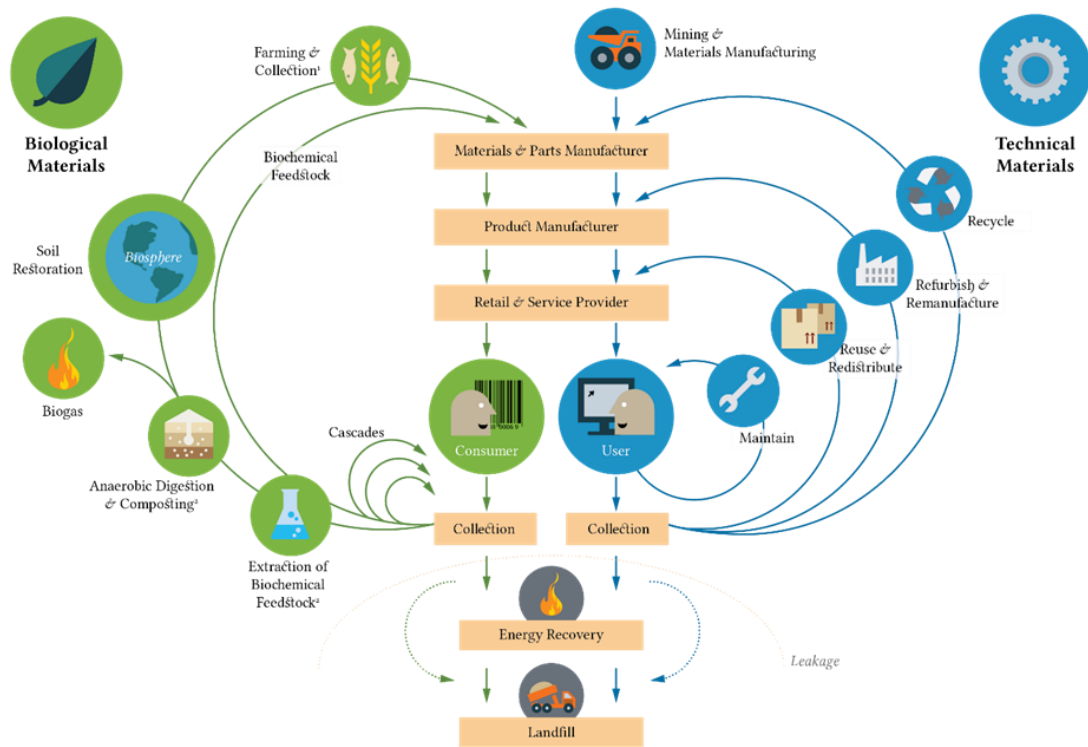 Farming &
Collection¹
Mining &
Materials Manufacturing
Biological
Materials
Technical
Materials
Materials & Parts Manufacturer
Biochemical
Feedstock
Recycle
Product Manufacturer
Soil
Restoration
Biosphere
Refurbish &
Remanufacture
Retail & Service Provider
Reuse &
Redistribute
Biogas
Cascades
Consumer
User
Maintain
Anaerobic Digestion
& Composting²
Collection
Collection
Extraction of
Biochemical
Feedstock²
Energy Recovery
Leakage
Landfill